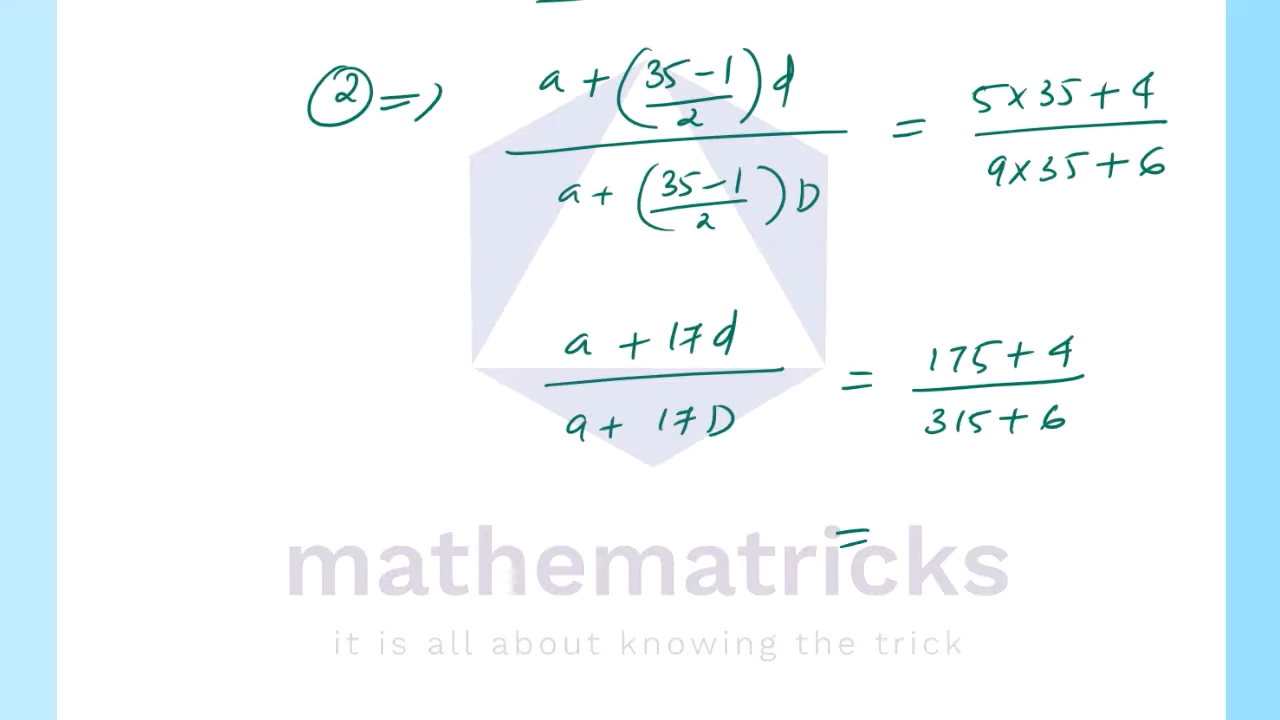 ② => a + (35-1/2) d / a + (35-1/2) D = 5×35+4 / 9×35+6
a + 17d / a + 17D = 175+4 / 315+6
=
mathematricks
it is all about knowing the trick